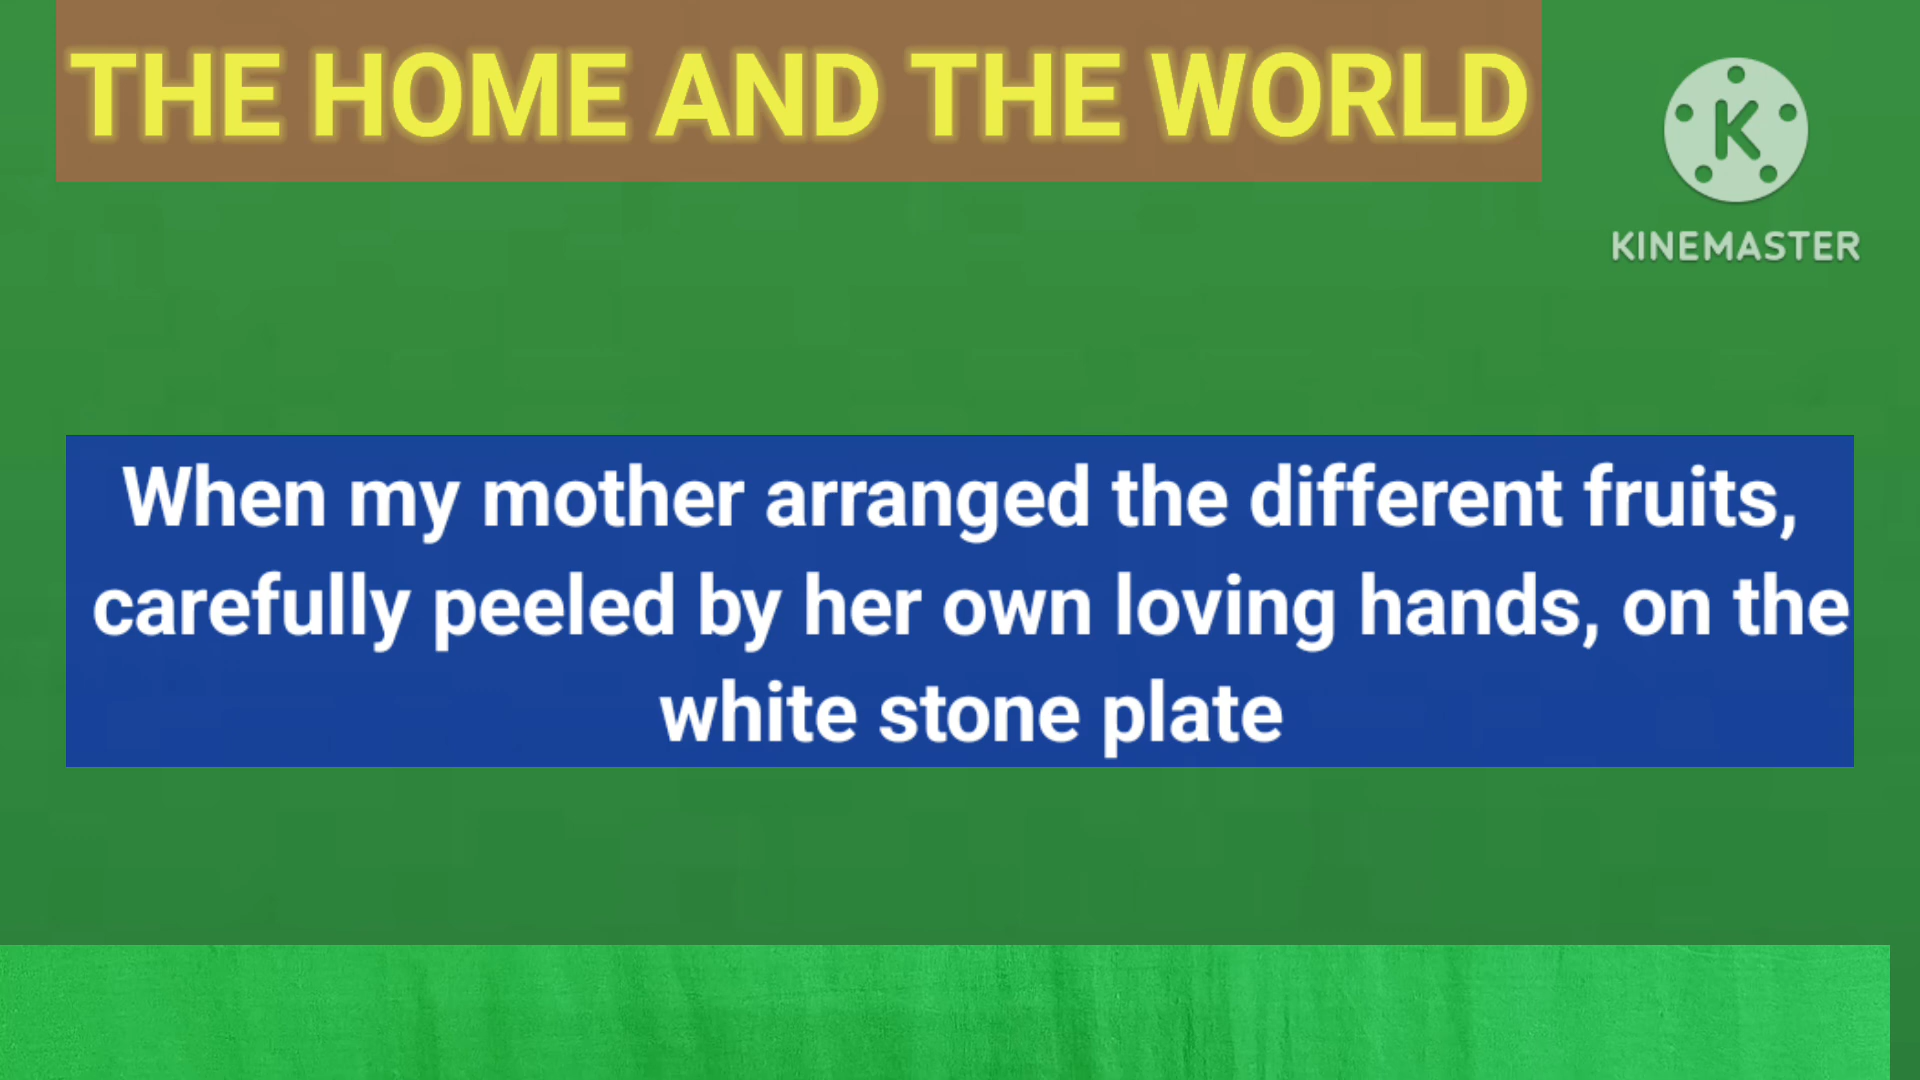 THE HOME AND THE WORLD
K
KINEMASTER
When my mother arranged the different fruits,
carefully peeled by her own loving hands, on the
white stone plate